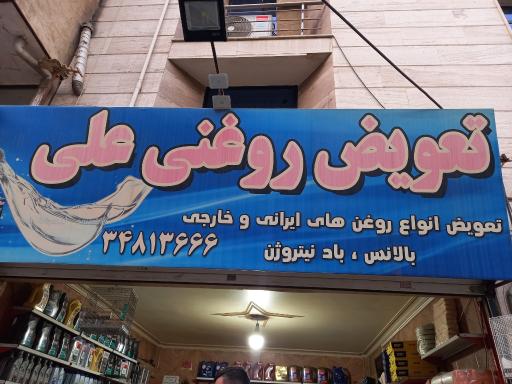 تعویض روغنی علی
تعویض انواع روغن های ایرانی و خارجی
بالانس ، باد نیتروژن
۳۴۸۱۳۶۶۶